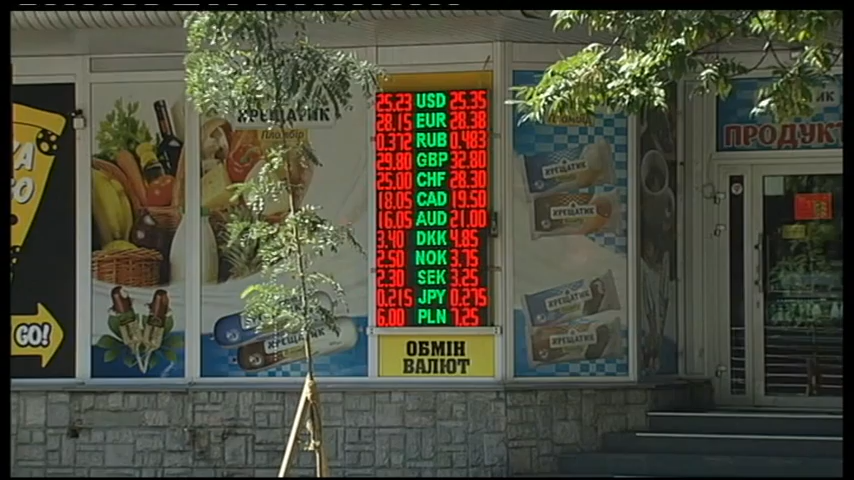 ХРЕЩАТИК
Пломбір
25.23 USD 25.35
28.15 EUR 28.38
0.372 RUB 0.483
29.80 GBP 32.80
25.00 CHF 28.30
18.05 CAD 19.50
16.05 AUD 21.00
3.40 DKK 4.85
2.50 NOK 3.75
2.30 SEK 3.25
0.215 JPY 0.275
6.00 PLN 7.25
ОБМІН
ВАЛЮТ
ПРОДУКТ
ХРЕЩАТИК
ХРЕЩАТИК
ХРЕЩАТИК
ХРЕЩАТИК
ХРЕЩАТИК
GO!